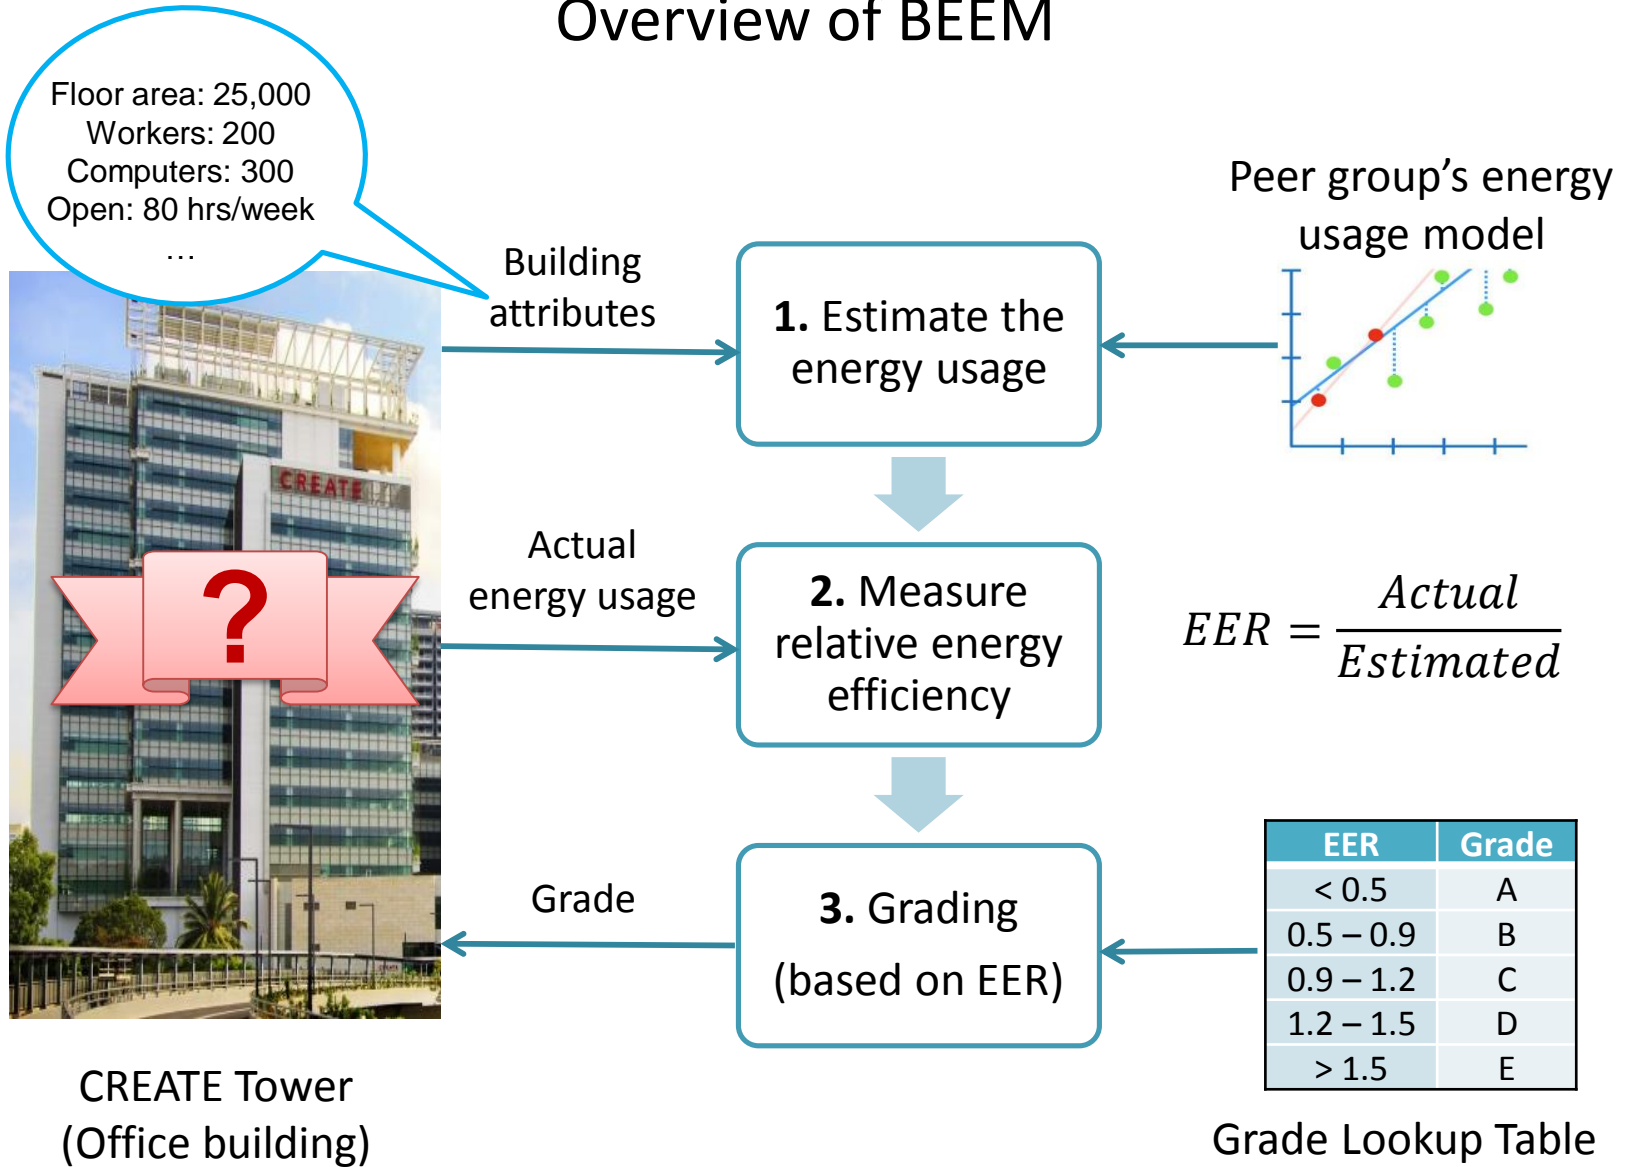 Overview of BEEM
Floor area: 25,000
Workers: 200
Computers: 300
Open: 80 hrs/week
…
Building
attributes
1. Estimate the
energy usage
Peer group's energy
usage model
CREATE
?
Actual
energy usage
2. Measure
relative energy
efficiency
EER = Actual / Estimated
3. Grading
(based on EER)
Grade
EER Grade
< 0.5 A
0.5 – 0.9 B
0.9 – 1.2 C
1.2 – 1.5 D
> 1.5 E
Grade Lookup Table
CREATE Tower
(Office building)